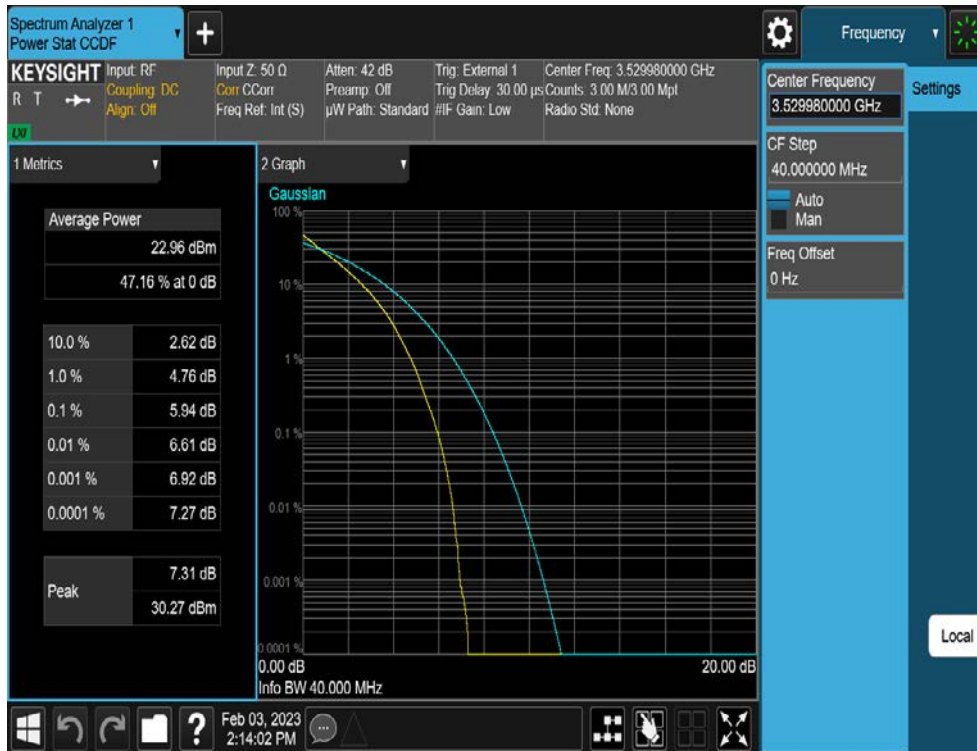 Spectrum Analyzer 1
Power Stat CCDF
+
Frequency
KEYSIGHT
R T
LXI
Input: RF
Coupling: DC
Align: Off
Input Z: 50 Ω
Corr CCorr
Freq Ref: Int (S)
Atten: 42 dB
Preamp: Off
µW Path: Standard
Trig: External 1
Trig Delay: 30.00 µs
#IF Gain: Low
Center Freq: 3.529980000 GHz
Counts: 3.00 M/3.00 Mpt
Radio Std: None
Center Frequency
3.529980000 GHz
Settings
CF Step
40.000000 MHz
Auto
Man
Freq Offset
0 Hz
Local
1 Metrics
Average Power
22.96 dBm
47.16 % at 0 dB
10.0 % 2.62 dB
1.0 % 4.76 dB
0.1 % 5.94 dB
0.01 % 6.61 dB
0.001 % 6.92 dB
0.0001 % 7.27 dB
Peak
7.31 dB
30.27 dBm
2 Graph
Gaussian
100 %
10 %
1 %
0.1 %
0.01 %
0.001 %
0.0001 %
0.00 dB 20.00 dB
Info BW 40.000 MHz
?
Feb 03, 2023
2:14:02 PM